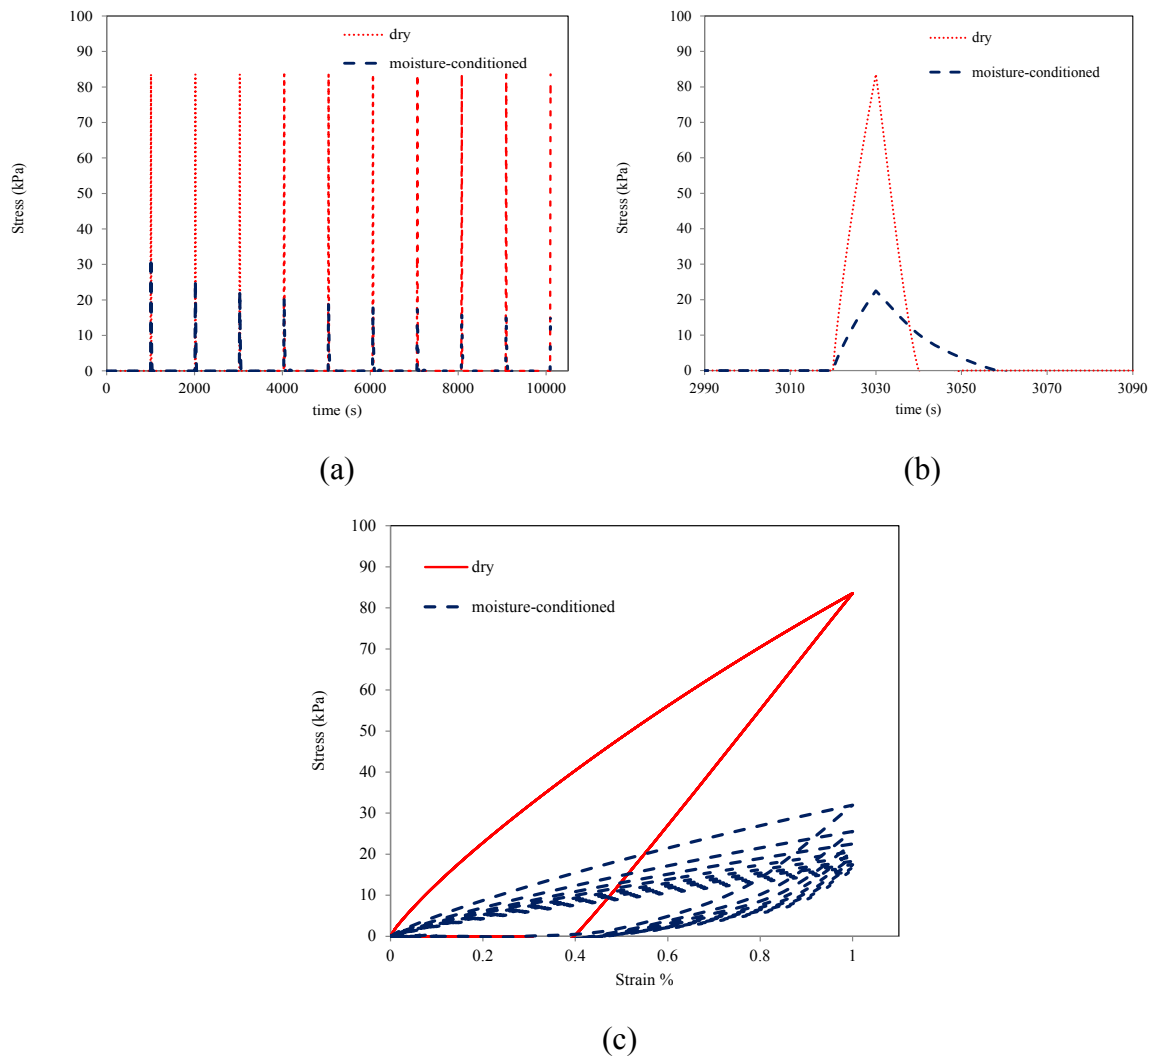 100
90
80
70
60
50
40
30
20
10
0
Stress (kPa)
dry
moisture-conditioned
0 2000 4000 6000 8000 10000
time (s)
(a)
100
90
80
70
60
50
40
30
20
10
0
Stress (kPa)
dry
moisture-conditioned
2990 3010 3030 3050 3070 3090
time (s)
(b)
100
90
80
70
60
50
40
30
20
10
0
Stress (kPa)
dry
moisture-conditioned
0 0.2 0.4 0.6 0.8 1
Strain %
(c)